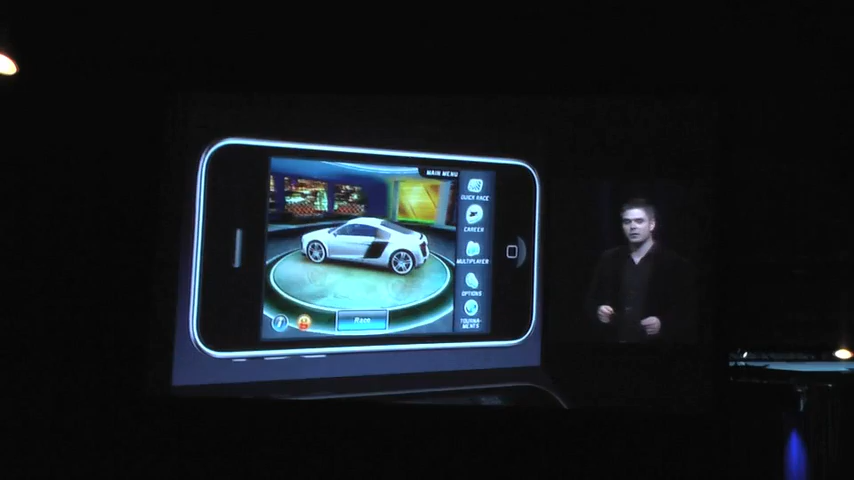 MAIN MENU
QUICK RACE
CAREER
MULTIPLAYER
OPTIONS
TOURNA-
MENTS
Race